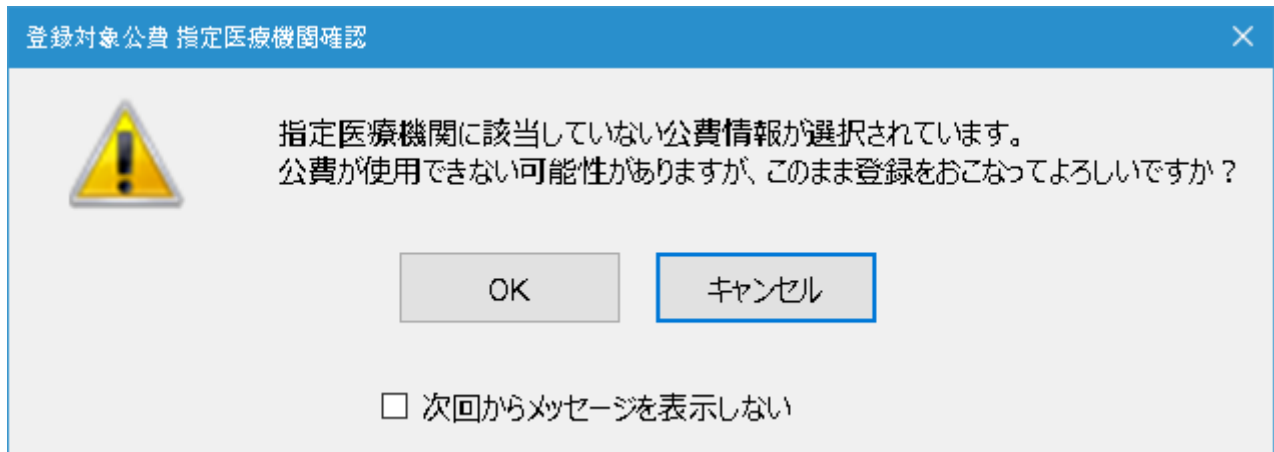 登録対象公費 指定医療機関確認
指定医療機関に該当していない公費情報が選択されています。
公費が使用できない可能性がありますが、このまま登録をおこなってよろしいですか？
OK
キャンセル
次回からメッセージを表示しない